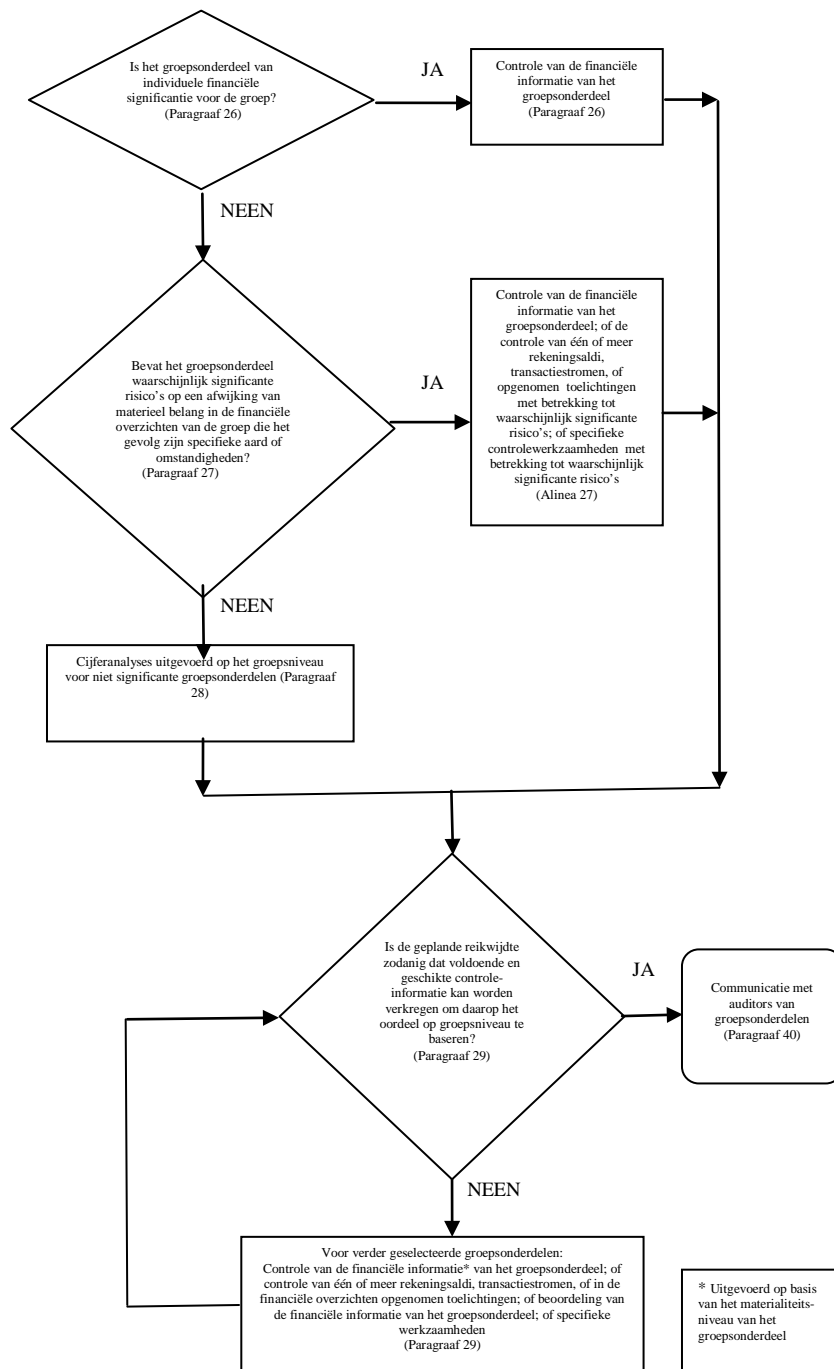 Is het groepsonderdeel van
individuele financiële
significantie voor de groep?
(Paragraaf 26)
JA
Controle van de financiële
informatie van het
groepsonderdeel
(Paragraaf 26)
NEEN
Bevat het groepsonderdeel
waarschijnlijk significante
risico's op een afwijking van
materieel belang in de financiële
overzichten van de groep die het
gevolg zijn specifieke aard of
omstandigheden?
(Paragraaf 27)
JA
Controle van de financiële
informatie van het
groepsonderdeel; of de
controle van één of meer
rekeningsaldi,
transactiestromen, of
opgenomen toelichtingen
met betrekking tot
waarschijnlijk significante
risico's; of specifieke
controlewerkzaamheden met
betrekking tot waarschijnlijk
significante risico's
(Alinea 27)
NEEN
Cijferanalyses uitgevoerd op het groepsniveau
voor niet significante groepsonderdelen (Paragraaf
28)
Is de geplande reikwijdte
zodanig dat voldoende en
geschikte controle-
informatie kan worden
verkregen om daarop het
oordeel op groepsniveau te
baseren?
(Paragraaf 29)
JA
Communicatie met
auditors van
groepsonderdelen
(Paragraaf 40)
NEEN
Voor verder geselecteerde groepsonderdelen:
Controle van de financiële informatie* van het groepsonderdeel; of
controle van één of meer rekeningsaldi, transactiestromen, of in de
financiële overzichten opgenomen toelichtingen; of beoordeling van
de financiële informatie van het groepsonderdeel; of specifieke
werkzaamheden
(Paragraaf 29)
* Uitgevoerd op basis
van het materialiteits-
niveau van het
groepsonderdeel